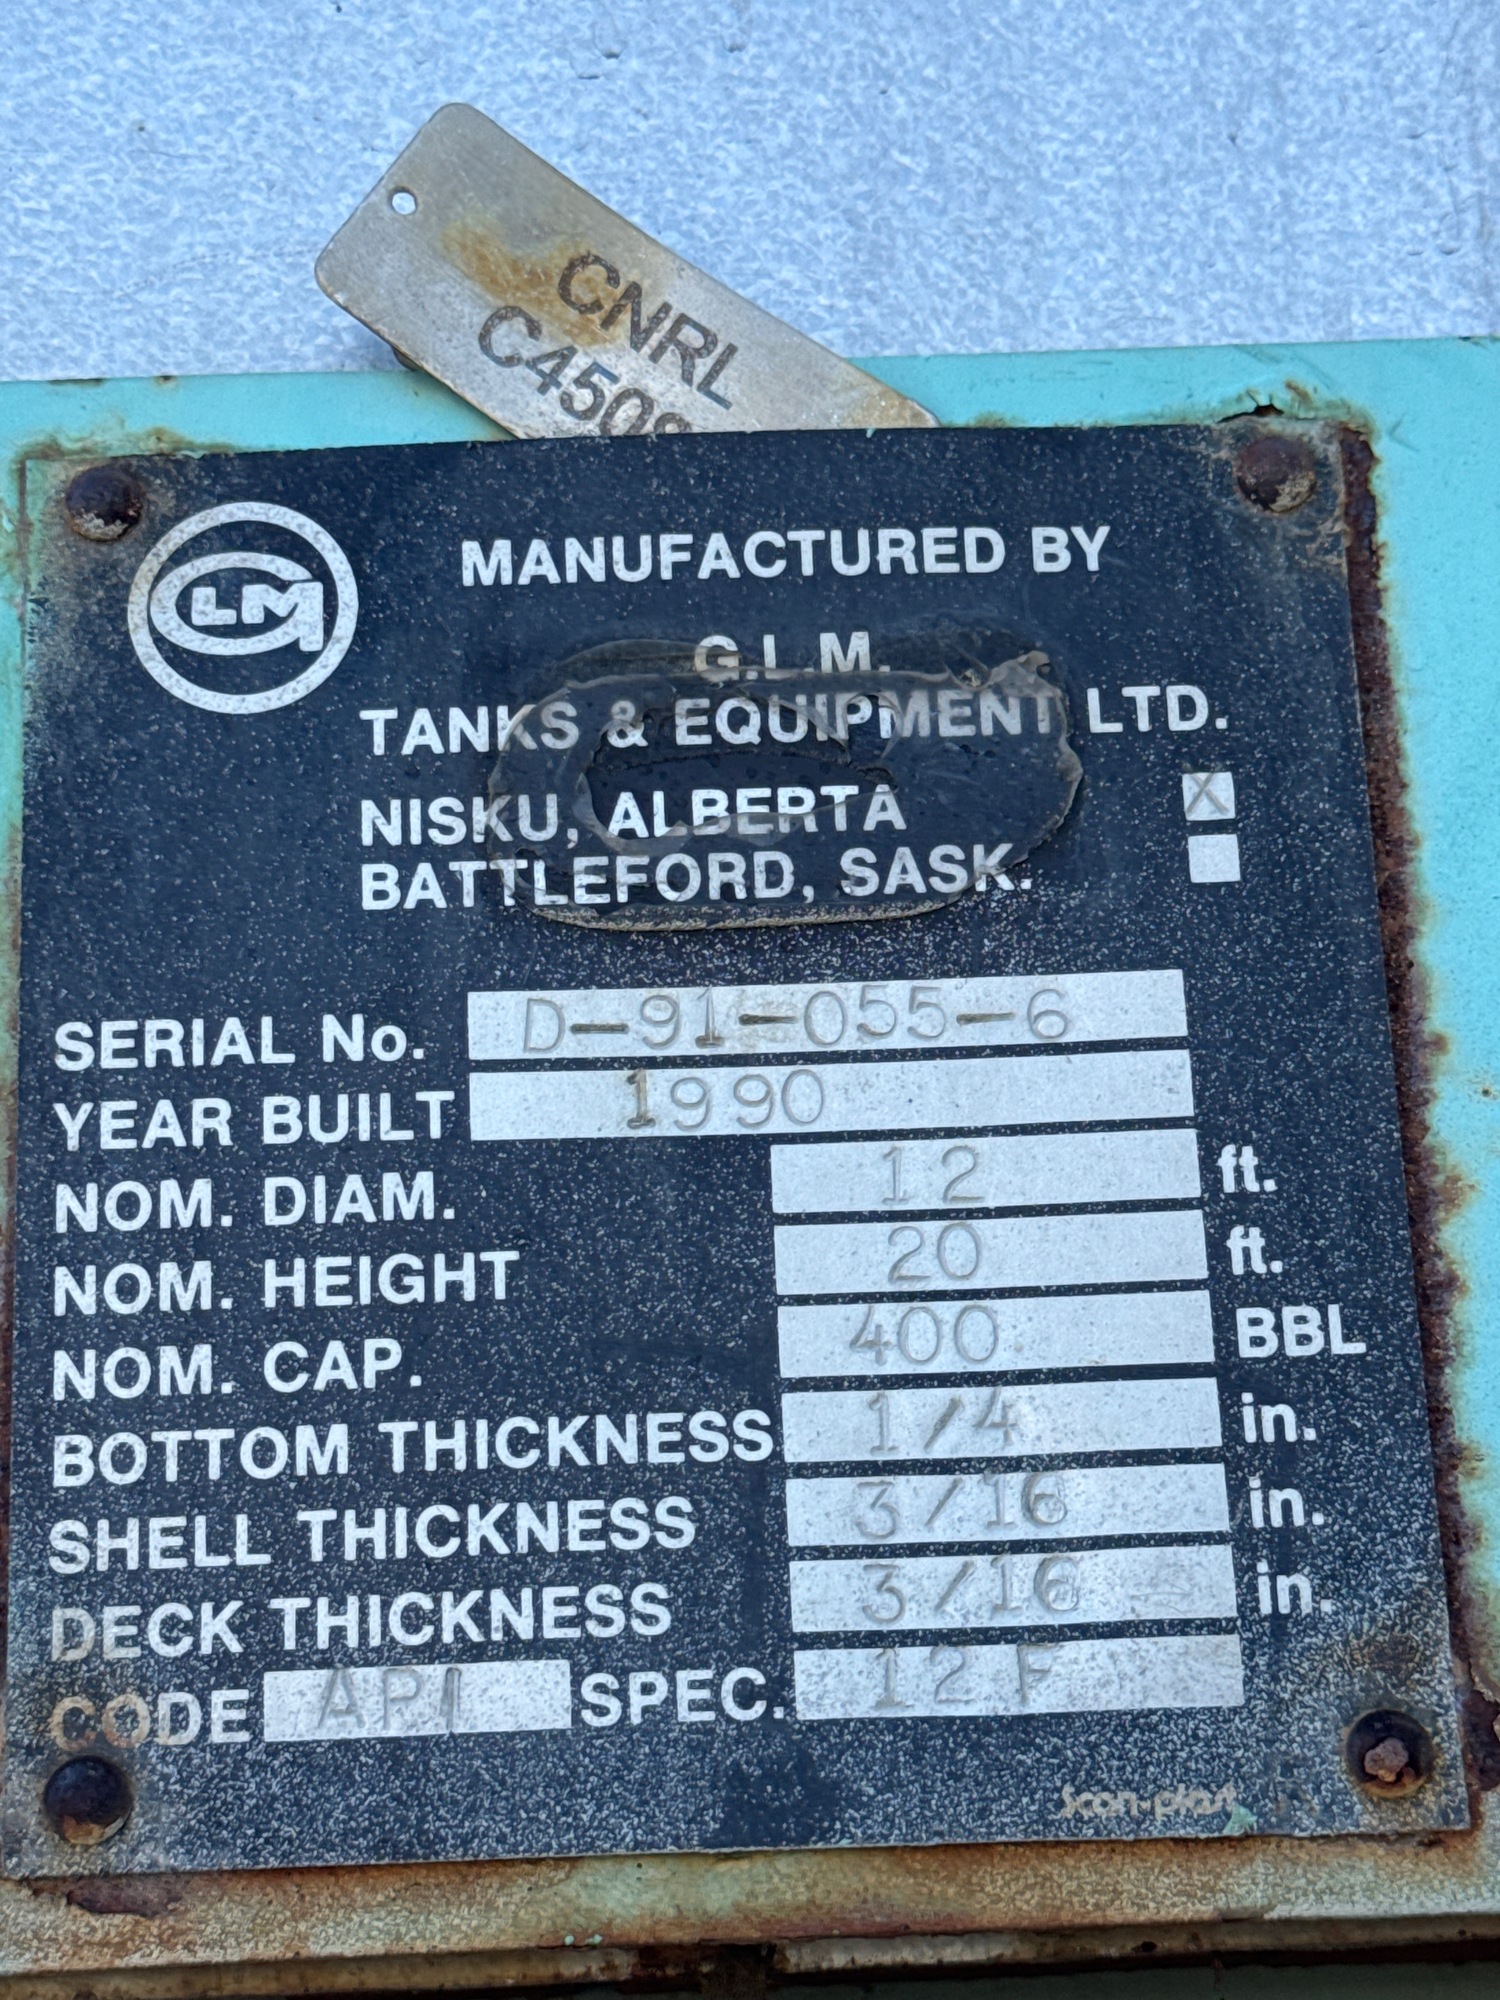 CNRL
C450
GLM
MANUFACTURED BY
G.L.M.
TANKS & EQUIPMENT LTD.
NISKU, ALBERTA X
BATTLEFORD, SASK.
SERIAL No. D-91-055-6
YEAR BUILT 1990
NOM. DIAM. 12 ft.
NOM. HEIGHT 20 ft.
NOM. CAP. 400 BBL
BOTTOM THICKNESS 1/4 in.
SHELL THICKNESS 3/16 in.
DECK THICKNESS 3/16 in.
CODE API SPEC. 12 F
Scan-plast